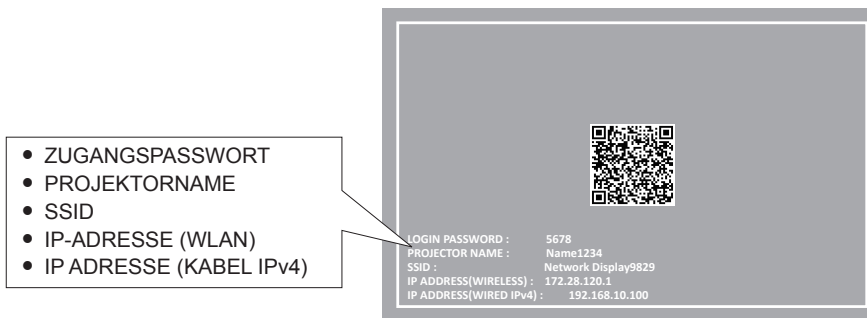 • ZUGANGSPASSWORT
• PROJEKTORNAME
• SSID
• IP-ADRESSE (WLAN)
• IP ADRESSE (KABEL IPv4)
LOGIN PASSWORD : 5678
PROJECTOR NAME : Name1234
SSID : Network Display9829
IP ADDRESS(WIRELESS) : 172.28.120.1
IP ADDRESS(WIRED IPv4) : 192.168.10.100